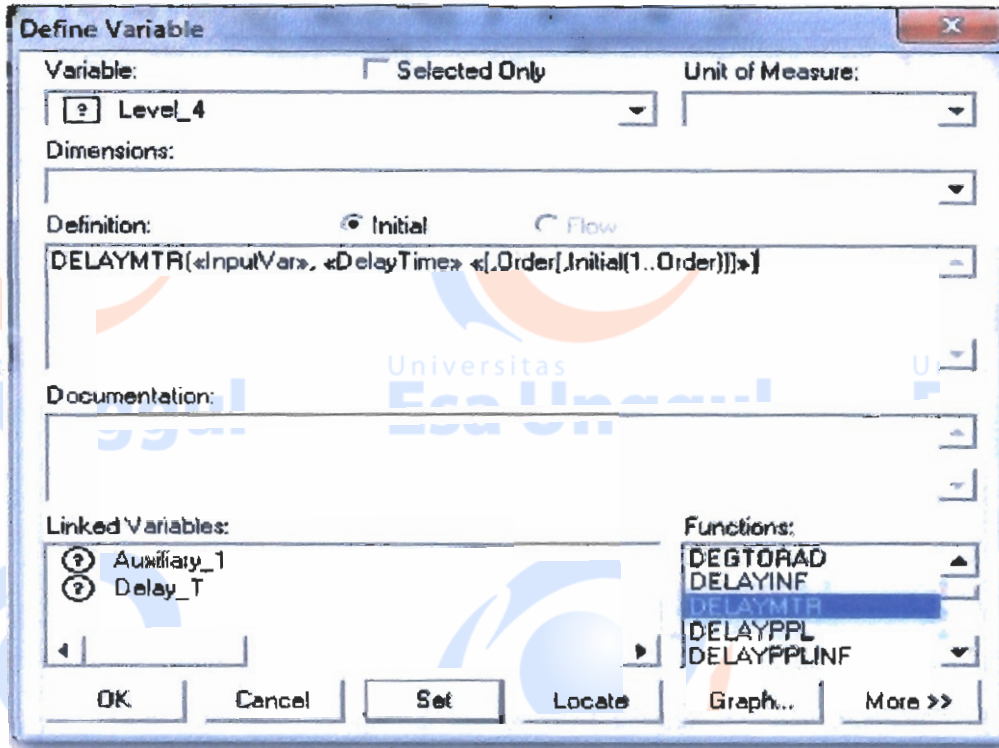 Define Variable
Variable: Selected Only Unit of Measure:
? Level_4
Dimensions:
Definition: Initial Flow
DELAYMTR(«InputVar», «DelayTime» «[,Order[,Initial(1..Order)]]»)
Universitas
Esa Unggul
Documentation:
Linked Variables: Functions:
? Auxiliary_1
? Delay_T
DEGTORAD
DELAYINF
DELAYMTR
DELAYPPL
DELAYPPLINF
OK Cancel Set Locate Graph... More >>